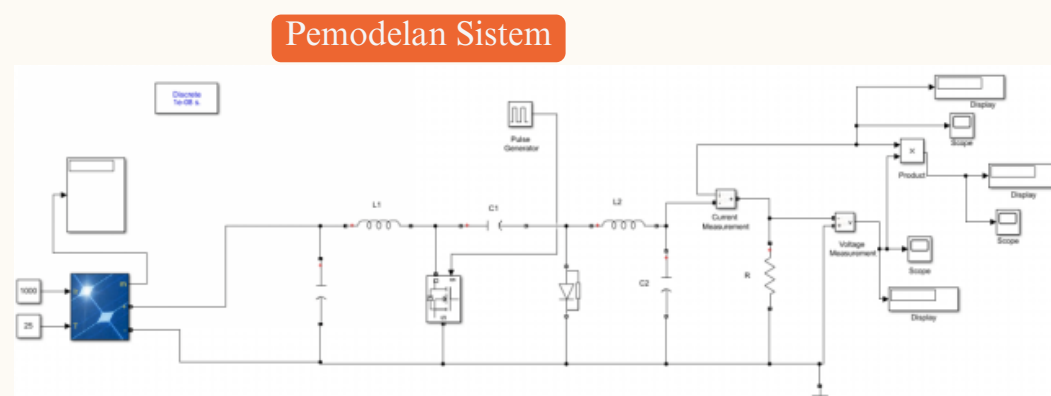 Pemodelan Sistem
Discrete
1e-08 s.
Pulse
Generator
Display
Scope
Product
Display
Scope
L1
C1
L2
Current
Measurement
Voltage
Measurement
Scope
C2
R
Display
1000
25
m
T